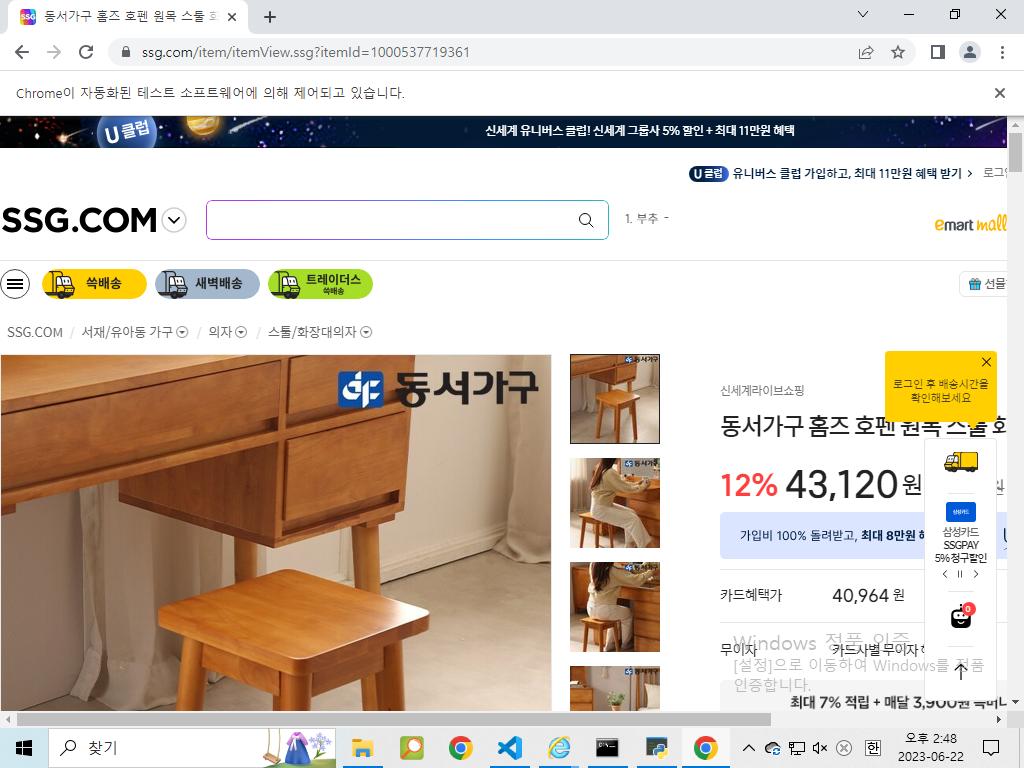 동서가구 홈즈 호펜 원목 스툴 화
ssg.com/item/itemView.ssg?itemId=1000537719361
Chrome이 자동화된 테스트 소프트웨어에 의해 제어되고 있습니다.
U 클럽
신세계 유니버스 클럽! 신세계 그룹사 5% 할인 + 최대 11만원 혜택
U 클럽 유니버스 클럽 가입하고, 최대 11만원 혜택 받기 >
로그인
SSG.COM
1. 부추 -
emart mall
쓱배송
새벽배송
트레이더스
쓱배송
선물
SSG.COM / 서재/유아동 가구 / 의자 / 스툴/화장대의자
동서가구
신세계라이브쇼핑
로그인 후 배송시간을
확인해보세요
동서가구 홈즈 호펜 원목 스툴 화
12% 43,120 원
원
가입비 100% 돌려받고, 최대 8만원 혜
삼성카드
삼성카드
SSGPAY
5% 청구할인
카드혜택가
40,964 원
0
무이자
카드사별 무이자 혜
Windows 정품 인증
[설정]으로 이동하여 Windows를 정품
인증합니다.
최대 7% 적립 + 매달 3,900원 쓱머니
찾기
한
오후 2:48
2023-06-22